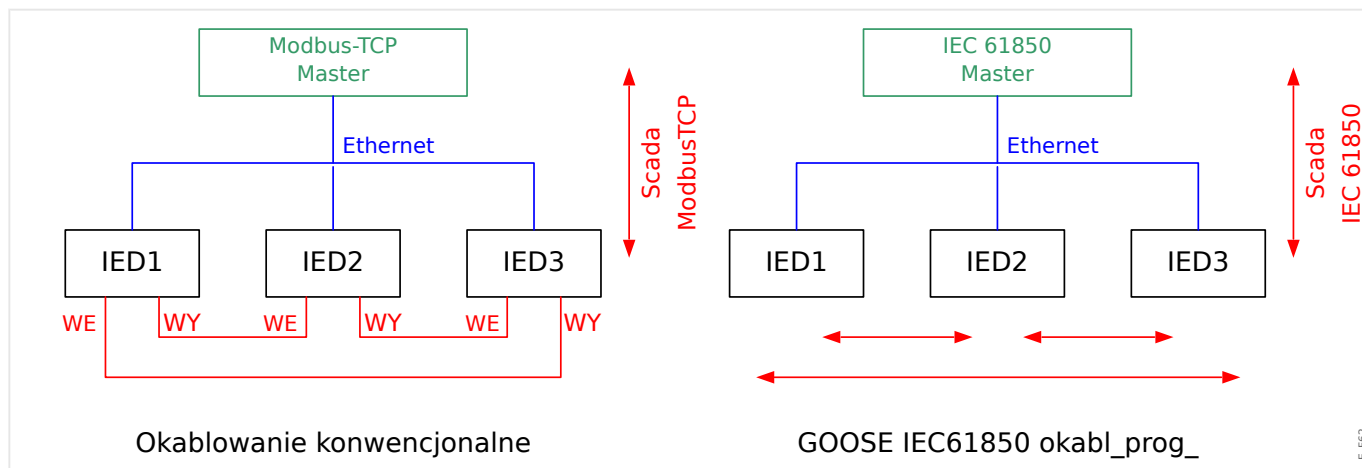 Modbus-TCP
Master
Ethernet
Scada
ModbusTCP
IED1
IED2
IED3
WE
WY
WE
WY
WE
WY
Okablowanie konwencjonalne
IEC 61850
Master
Ethernet
Scada
IEC 61850
IED1
IED2
IED3
GOOSE IEC61850 okabl_prog_